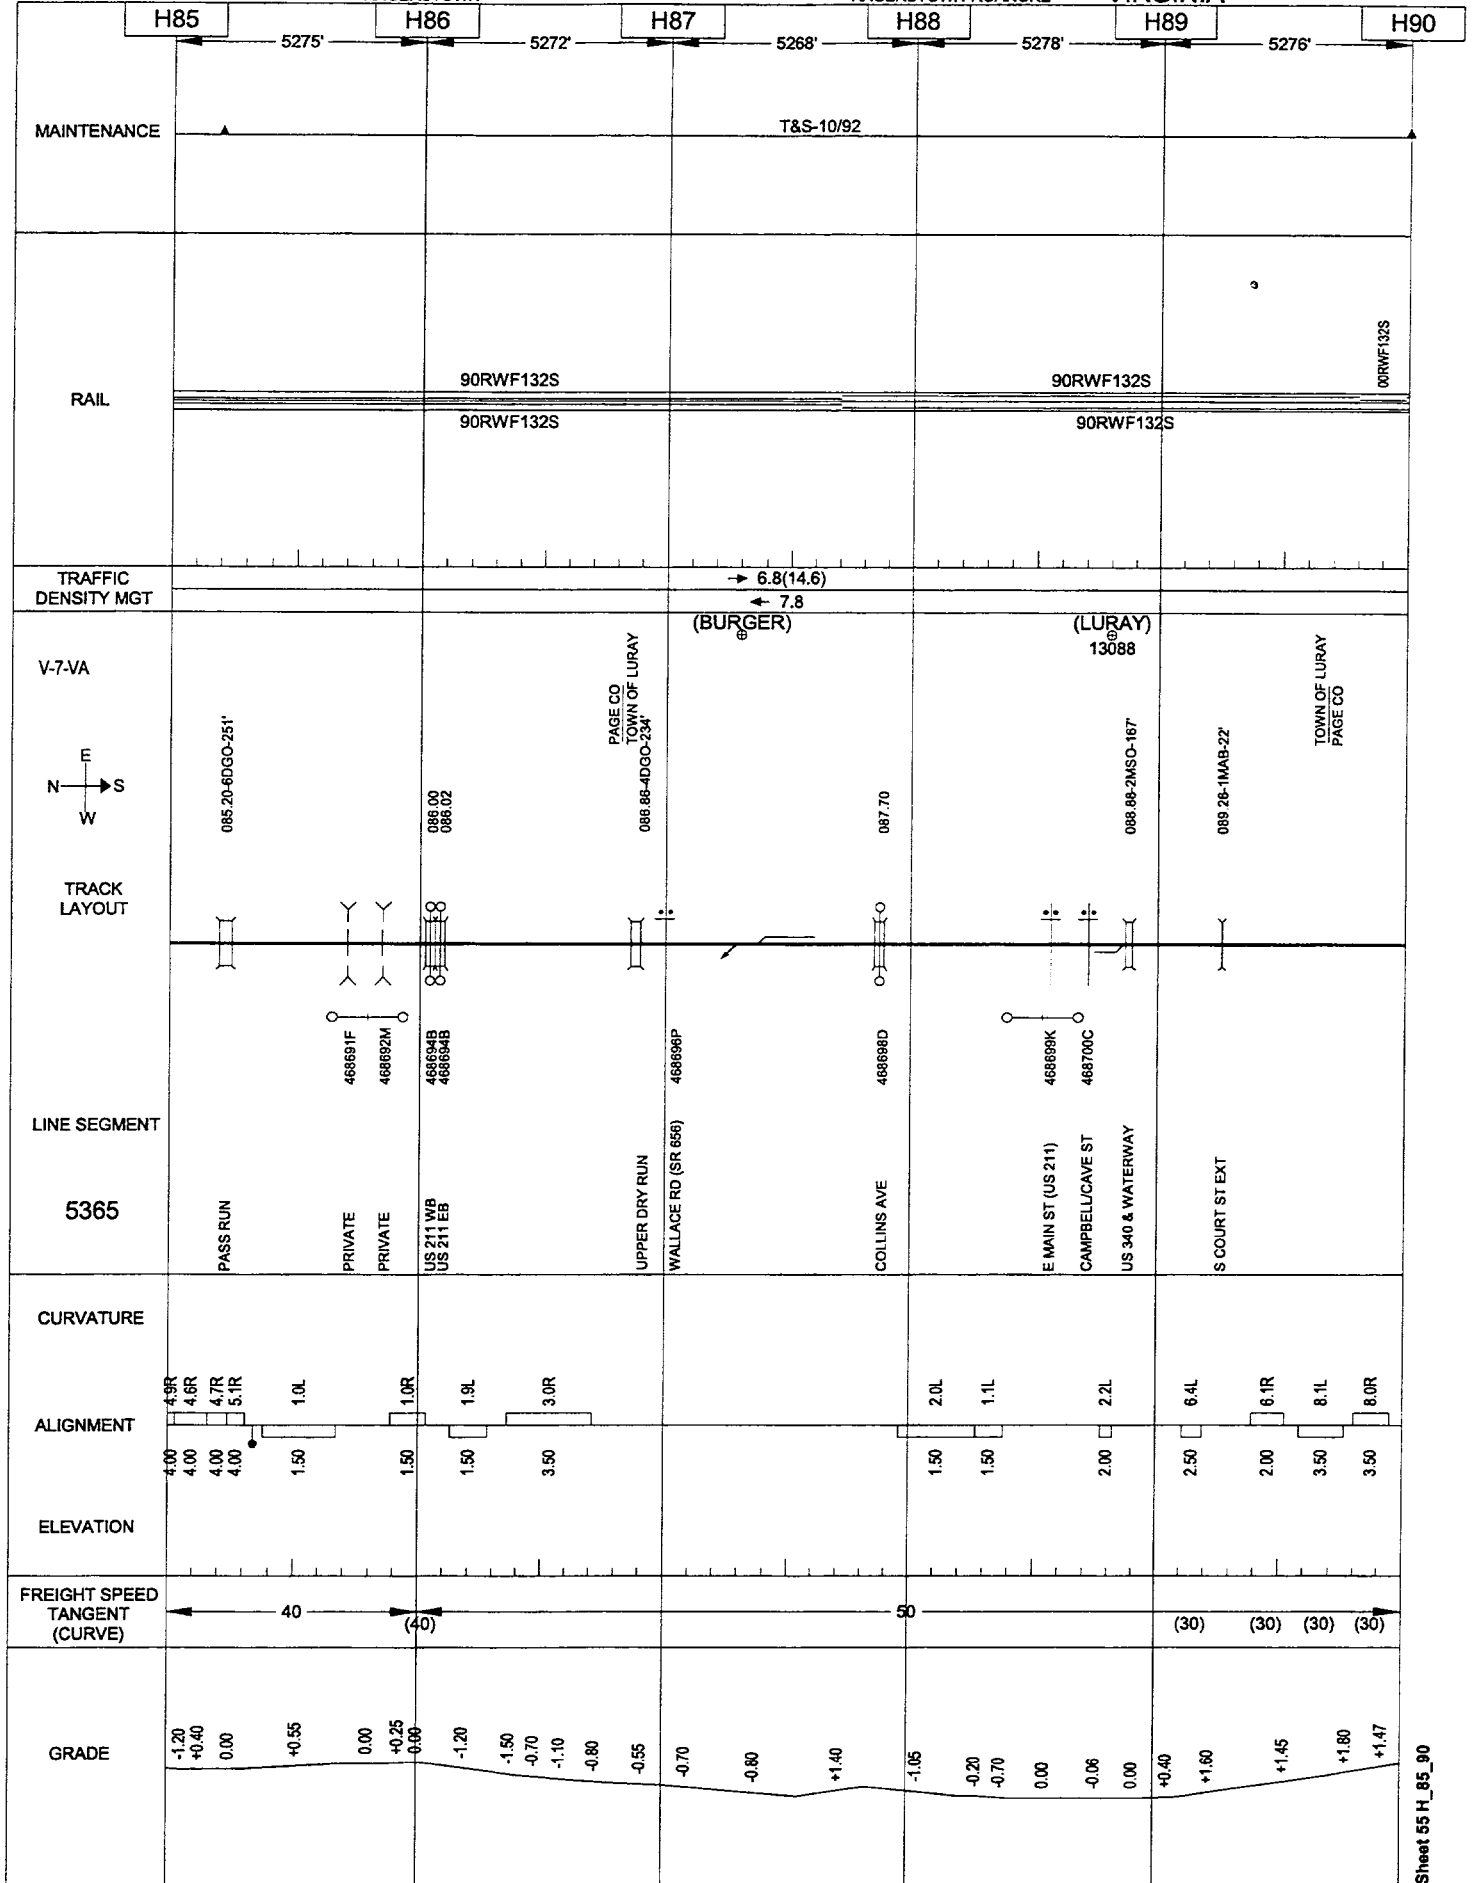 H85 H86 H87 H88 H89 H90
5275' 5272' 5268' 5278' 5276'
MAINTENANCE
T&S-10/92
RAIL
90RWF132S 90RWF132S 00RWF132S
90RWF132S 90RWF132S
TRAFFIC
DENSITY MGT
6.8(14.6)
7.8
(BURGER) (LURAY)
13088
V-7-VA
PAGE CO
TOWN OF LURAY
TOWN OF LURAY
PAGE CO
E
N S
W
085.20-6DGO-251'
086.00
086.02
086.86-4DGO-234'
087.70
088.88-2MSO-167'
089.26-1MAB-22'
TRACK
LAYOUT
468691F
468692M
468694B
468694B
468696P
468698D
468699K
468700C
LINE SEGMENT
5365
PASS RUN
PRIVATE
PRIVATE
US 211 WB
US 211 EB
UPPER DRY RUN
WALLACE RD (SR 656)
COLLINS AVE
E MAIN ST (US 211)
CAMPBELL/CAVE ST
US 340 & WATERWAY
S COURT ST EXT
CURVATURE
4.9R 4.6R 4.7R 5.1R 1.0L 1.0R 1.9L 3.0R 2.0L 1.1L 2.2L 6.4L 6.1R 8.1L 8.0R
ALIGNMENT
4.00 4.00 4.00 4.00 1.50 1.50 1.50 3.50 1.50 1.50 2.00 2.50 2.00 3.50 3.50
ELEVATION
FREIGHT SPEED
TANGENT
(CURVE)
40 50
(40) (30) (30) (30) (30)
GRADE
-1.20 +0.40 0.00 +0.55 0.00 +0.25 0.00 -1.20 -1.50 -0.70 -1.10 -0.80 -0.55 -0.70 -0.80 +1.40 -1.05 -0.20 -0.70 0.00 -0.06 0.00 +0.40 +1.60 +1.45 +1.80 +1.47
Sheet 55 H_85_90